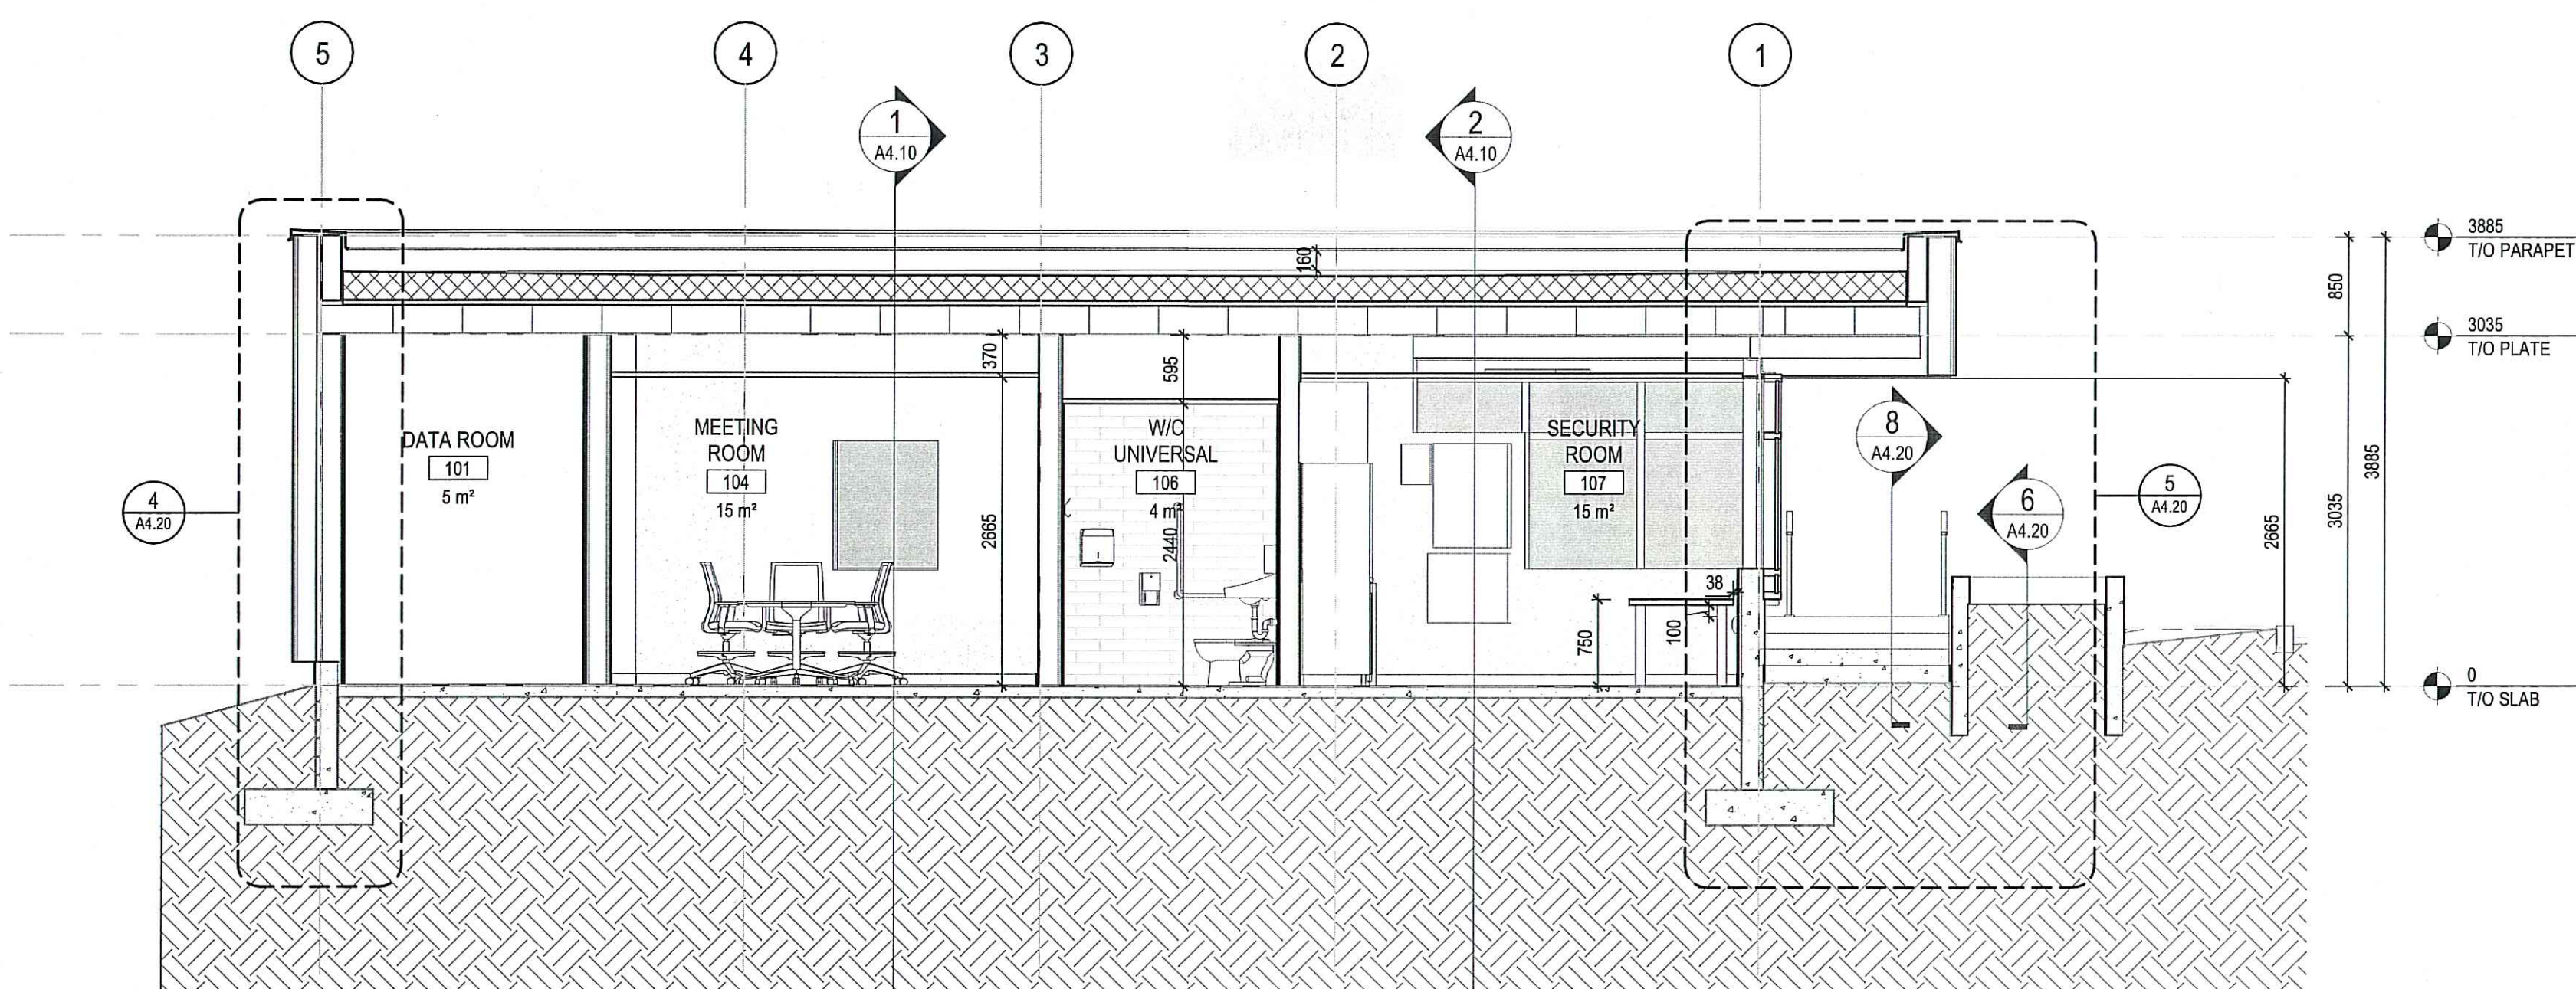 5
4
3
2
1
1
A4.10
2
A4.10
3885
T/O PARAPET
160
850
3035
T/O PLATE
370
595
DATA ROOM
101
5 m²
MEETING
ROOM
104
15 m²
W/C
UNIVERSAL
106
4 m²
SECURITY
ROOM
107
15 m²
8
A4.20
6
A4.20
4
A4.20
5
A4.20
2665
2440
38
750
100
2665
3035
3885
0
T/O SLAB